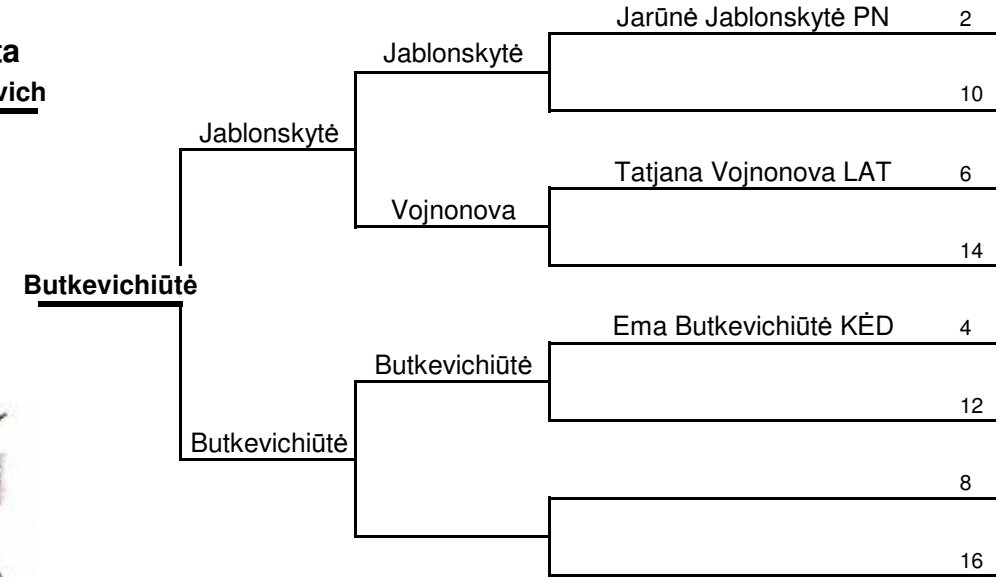 Jarūnė Jablonskytė PN 2
Jablonskytė
10
Jablonskytė
Tatjana Vojnonova LAT 6
Vojnonova
14
Butkevichiūtė
Ema Butkevichiūtė KĖD 4
Butkevichiūtė
12
Butkevichiūtė
8
16